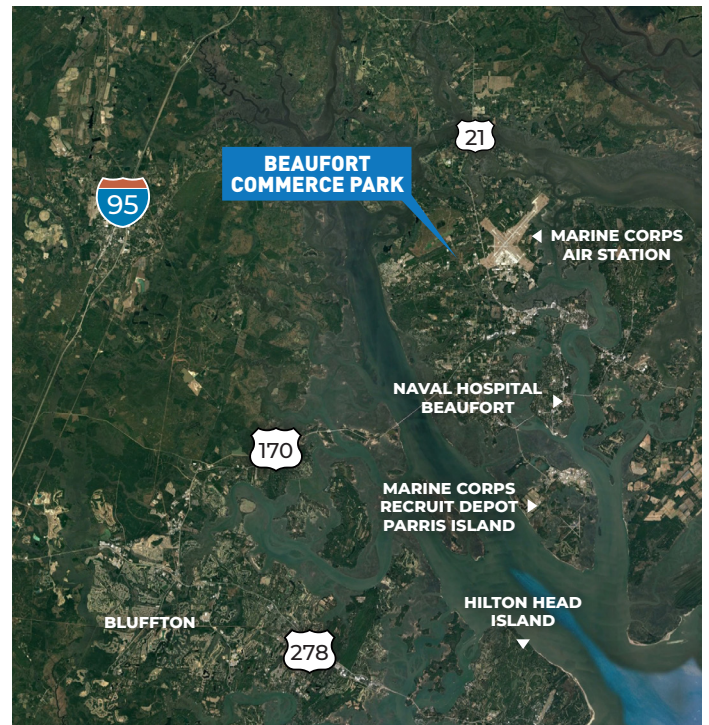 21
BEAUFORT
COMMERCE PARK
95
MARINE CORPS
AIR STATION
NAVAL HOSPITAL
BEAUFORT
170
MARINE CORPS
RECRUIT DEPOT
PARRIS ISLAND
HILTON HEAD
ISLAND
BLUFFTON
278